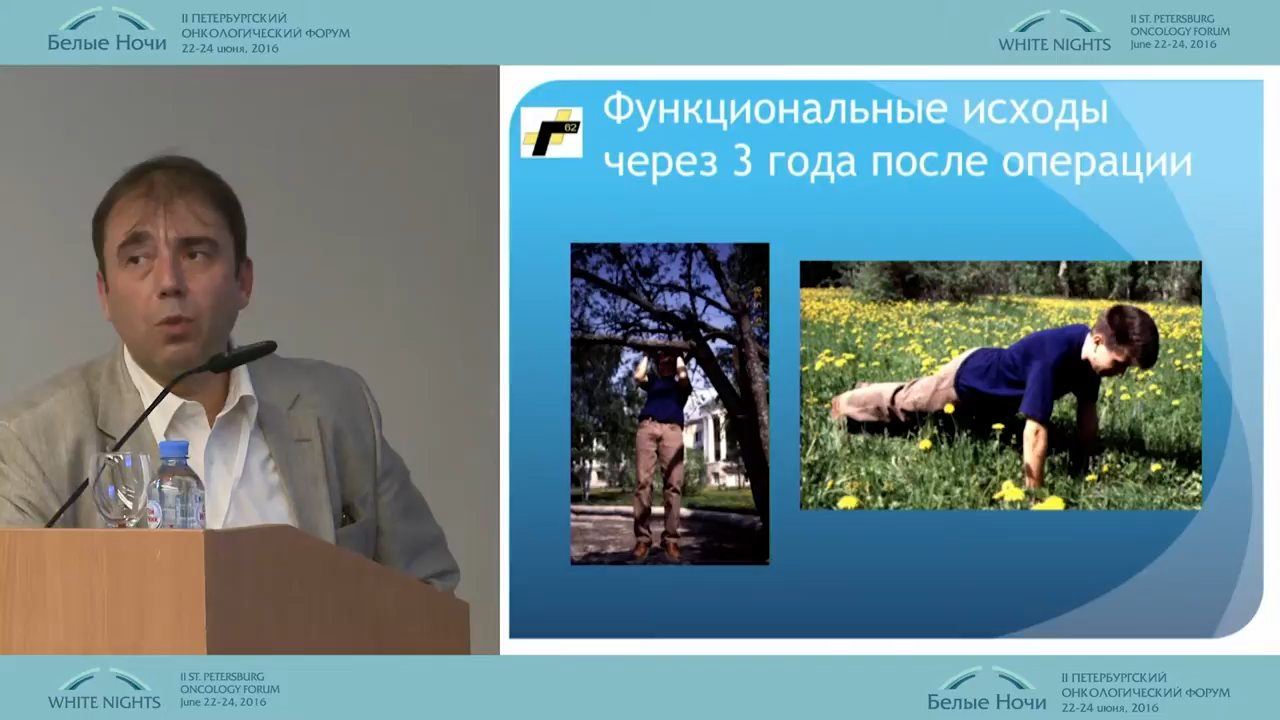 Белые Ночи
II ПЕТЕРБУРГСКИЙ
ОНКОЛОГИЧЕСКИЙ ФОРУМ
22-24 июня, 2016
WHITE NIGHTS
II ST. PETERSBURG
ONCOLOGY FORUM
June 22-24, 2016
62
Функциональные исходы
через 3 года после операции
WHITE NIGHTS
II ST. PETERSBURG
ONCOLOGY FORUM
June 22-24, 2016
Белые Ночи
II ПЕТЕРБУРГСКИЙ
ОНКОЛОГИЧЕСКИЙ ФОРУМ
22-24 июня, 2016